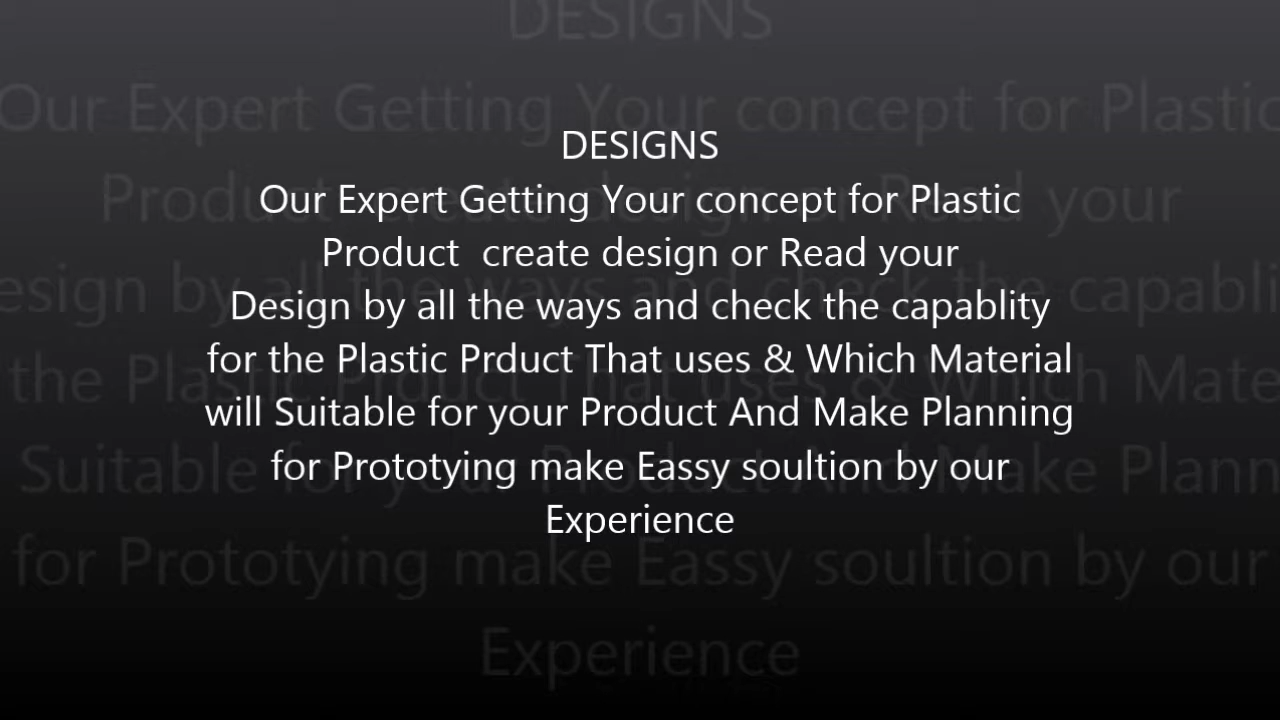 DESIGNS
Our Expert Getting Your concept for Plastic
Product  create design or Read your
Design by all the ways and check the capablity
for the Plastic Prduct That uses & Which Material
will Suitable for your Product And Make Planning
for Prototying make Eassy soultion by our
Experience